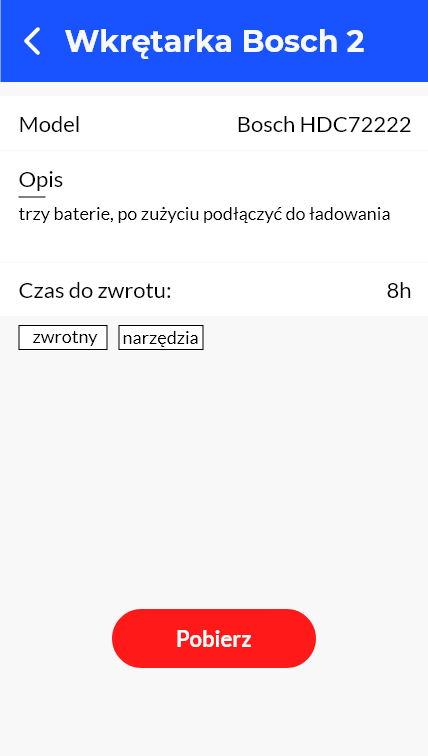 Wkrętarka Bosch 2
Model Bosch HDC72222
Opis
trzy baterie, po zużyciu podłączyć do ładowania
Czas do zwrotu: 8h
zwrotny narzędzia
Pobierz